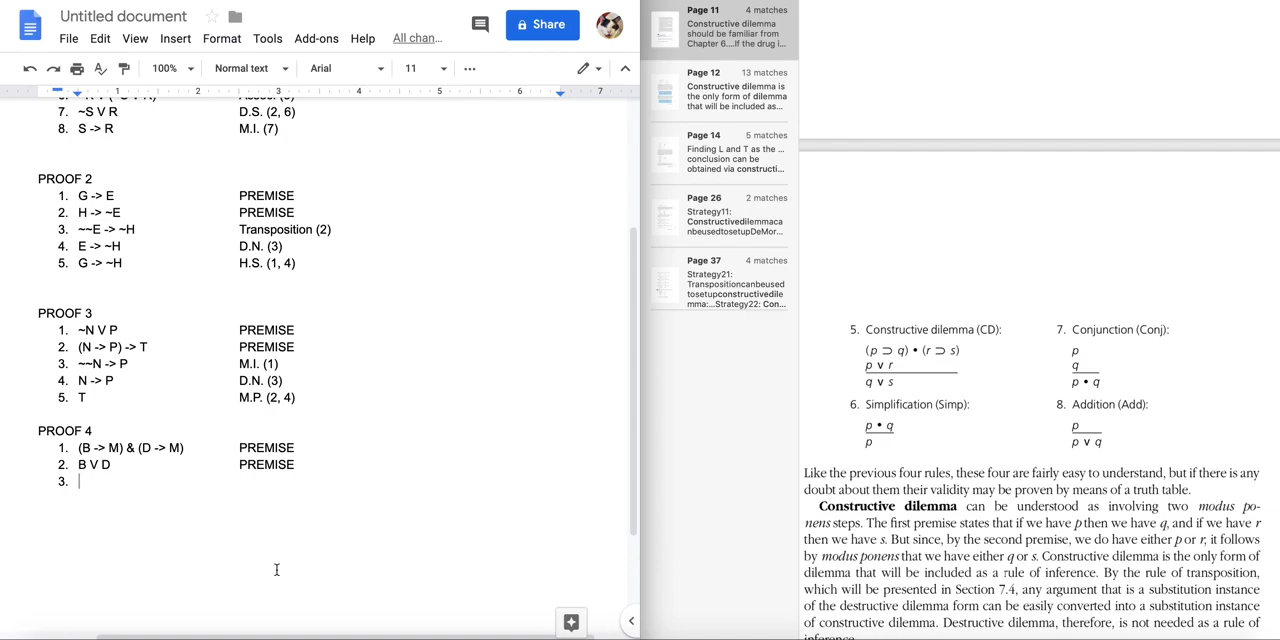 Untitled document
File Edit View Insert Format Tools Add-ons Help All chan...
Share
100% Normal text Arial 11
1 2 3 4 5 6 7
7. ~S V R D.S. (2, 6)
8. S -> R M.I. (7)
PROOF 2
1. G -> E PREMISE
2. H -> ~E PREMISE
3. ~~E -> ~H Transposition (2)
4. E -> ~H D.N. (3)
5. G -> ~H H.S. (1, 4)
PROOF 3
1. ~N V P PREMISE
2. (N -> P) -> T PREMISE
3. ~~N -> P M.I. (1)
4. N -> P D.N. (3)
5. T M.P. (2, 4)
PROOF 4
1. (B -> M) & (D -> M) PREMISE
2. B V D PREMISE
3.
Page 11 4 matches
Constructive dilemma
should be familiar from
Chapter 6....If the drug i...
Page 12 13 matches
Constructive dilemma is
the only form of dilemma
that will be included as...
Page 14 5 matches
Finding L and T as the ...
conclusion can be
obtained via constructi...
Page 26 2 matches
Strategy11:
Constructivedilemmaca
nbeusedtosetupDeMor...
Page 37 4 matches
Strategy21:
Transpositioncanbeused
tosetupconstructivedile
mma:...Strategy22: Con...
5. Constructive dilemma (CD):
(p ⊃ q) • (r ⊃ s)
p v r
q v s
6. Simplification (Simp):
p • q
p
7. Conjunction (Conj):
p
q
p • q
8. Addition (Add):
p
p v q
Like the previous four rules, these four are fairly easy to understand, but if there is any
doubt about them their validity may be proven by means of a truth table.
Constructive dilemma can be understood as involving two modus po-
nens steps. The first premise states that if we have p then we have q, and if we have r
then we have s. But since, by the second premise, we do have either p or r, it follows
by modus ponens that we have either q or s. Constructive dilemma is the only form of
dilemma that will be included as a rule of inference. By the rule of transposition,
which will be presented in Section 7.4, any argument that is a substitution instance
of the destructive dilemma form can be easily converted into a substitution instance
of constructive dilemma. Destructive dilemma, therefore, is not needed as a rule of
inference.